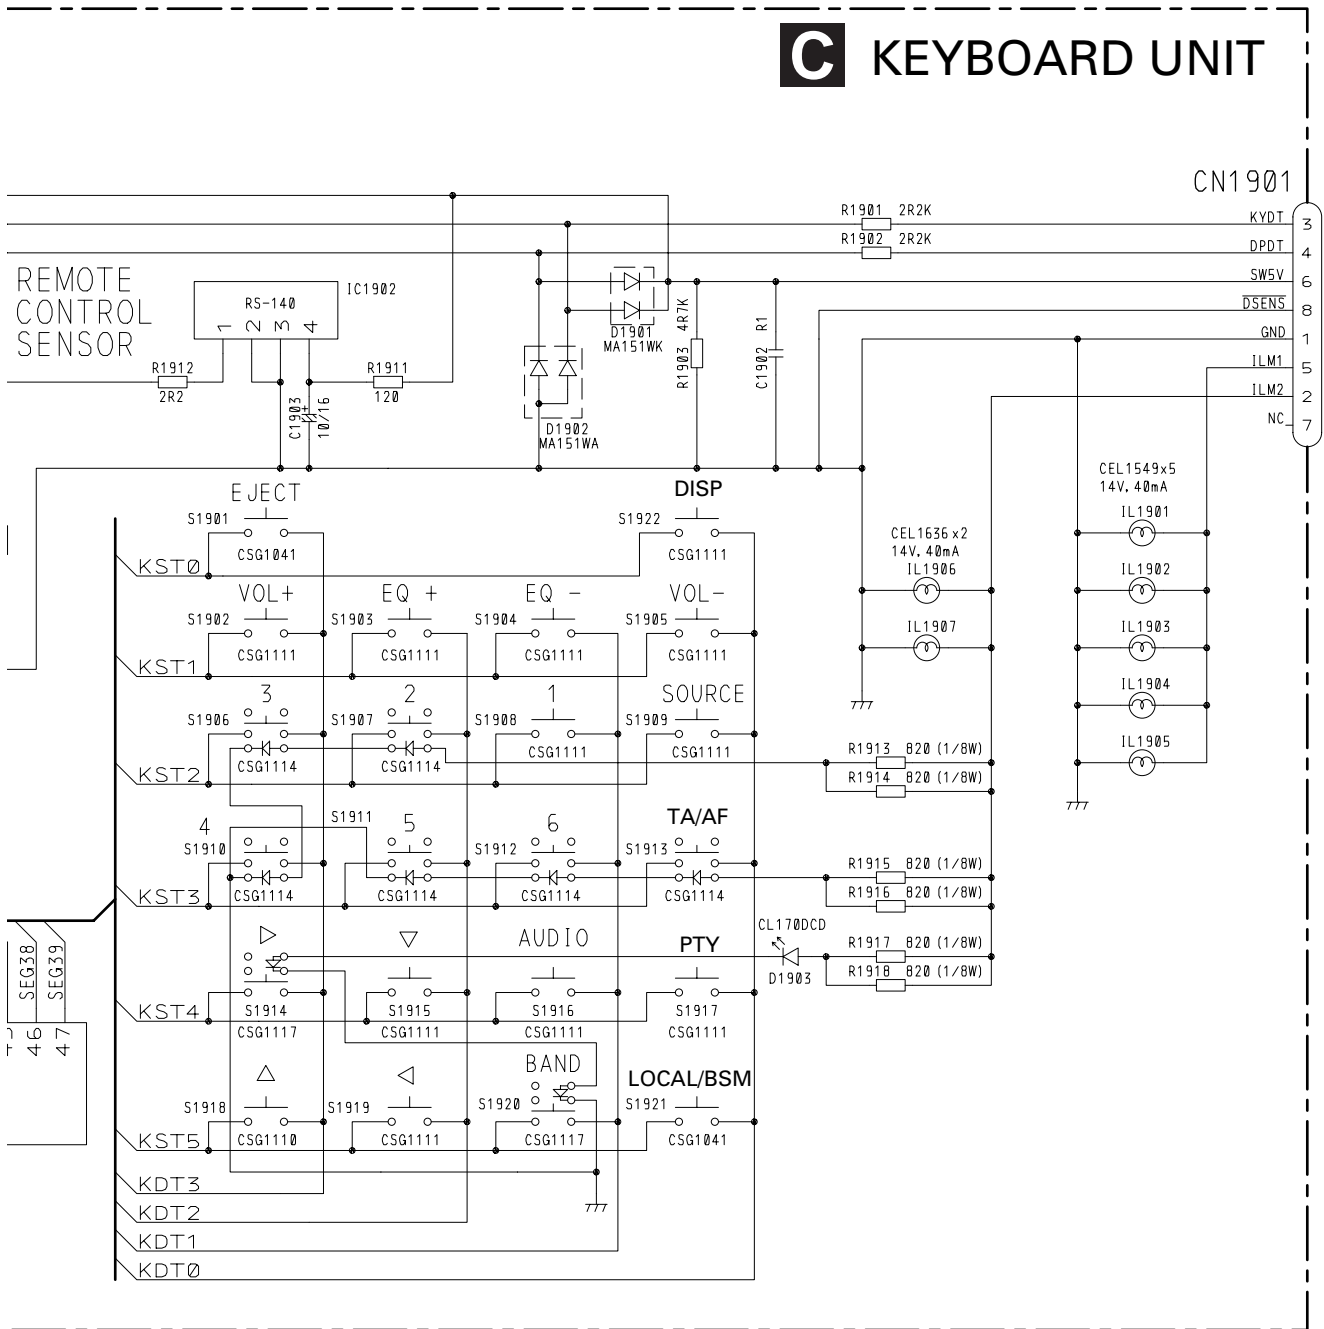 C KEYBOARD UNIT
CN1901
R1901 2R2K
KYDT 3
R1902 2R2K
DPDT 4
SW5V 6
DSENS 8
GND 1
ILM1 5
ILM2 2
NC 7
REMOTE
CONTROL
SENSOR
RS-140
IC1902
1 2 3 4
R1912
2R2
R1911
120
C1903
+
10/16
D1901
MA151WK
D1902
MA151WA
R1903 4R7K
C1902 R1
CEL1549x5
14V, 40mA
IL1901
IL1902
IL1903
IL1904
IL1905
CEL1636x2
14V, 40mA
IL1906
IL1907
EJECT
S1901
CSG1041
DISP
S1922
CSG1111
KST0
VOL+
S1902
CSG1111
EQ +
S1903
CSG1111
EQ -
S1904
CSG1111
VOL-
S1905
CSG1111
KST1
3
S1906
CSG1114
2
S1907
CSG1114
1
S1908
CSG1111
SOURCE
S1909
CSG1111
KST2
R1913 820 (1/8W)
R1914 820 (1/8W)
4
S1910
CSG1114
S1911
5
CSG1114
6
S1912
CSG1114
TA/AF
S1913
CSG1114
KST3
R1915 820 (1/8W)
R1916 820 (1/8W)
S1914
CSG1117
S1915
CSG1111
AUDIO
S1916
CSG1111
PTY
S1917
CSG1111
KST4
CL170DCD
D1903
R1917 820 (1/8W)
R1918 820 (1/8W)
SEG38
SEG39
46
47
S1918
CSG1110
S1919
CSG1111
BAND
S1920
CSG1117
LOCAL/BSM
S1921
CSG1041
KST5
KDT3
KDT2
KDT1
KDT0